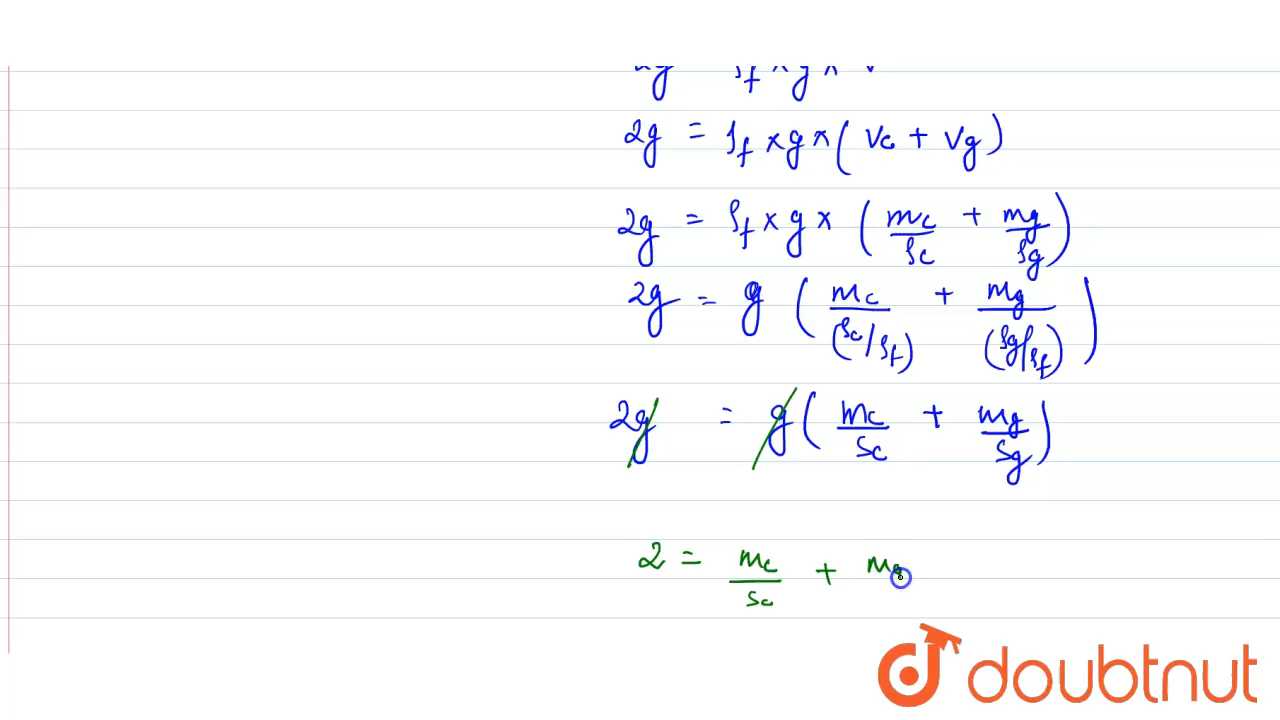 2g = ρf × g × (Vc + Vg)
2g = ρf × g × (mc/ρc + mg/ρg)
2g = g (mc/(ρc/ρf) + mg/(ρg/ρf))
2g = g (mc/sc + mg/sg)
2 = mc/sc + mg
doubtnut